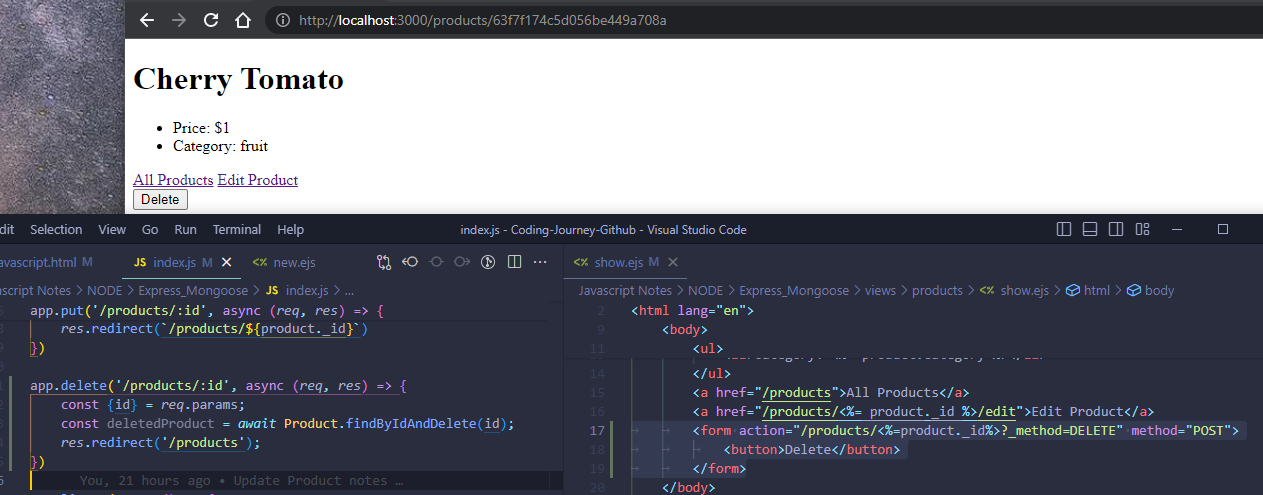 http://localhost:3000/products/63f7f174c5d056be449a708a
Cherry Tomato
Price: $1
Category: fruit
All Products Edit Product
Delete
dit Selection View Go Run Terminal Help
index.js - Coding-Journey-Github - Visual Studio Code
avascript.html M
JS index.js M
<% new.ejs
ascript Notes > NODE > Express_Mongoose > JS index.js > ...
app.put('/products/:id', async (req, res) => {
res.redirect(`/products/${product._id}`)
})
app.delete('/products/:id', async (req, res) => {
const {id} = req.params;
const deletedProduct = await Product.findByIdAndDelete(id);
res.redirect('/products');
})
You, 21 hours ago • Update Product notes …
<% show.ejs M
Javascript Notes > NODE > Express_Mongoose > views > products > <% show.ejs > html > body
2 <html lang="en">
9 <body>
11 <ul>
14 </ul>
15 <a href="/products">All Products</a>
16 <a href="/products/<%= product._id %>/edit">Edit Product</a>
17 <form action="/products/<%=product._id%>?_method=DELETE" method="POST">
18 <button>Delete</button>
19 </form>
20 </body>